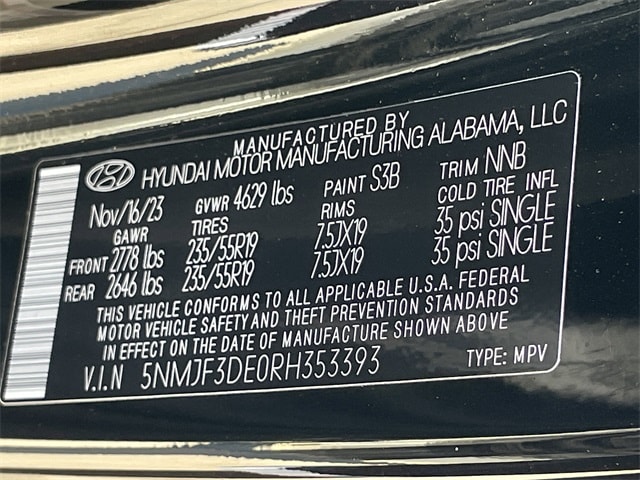 MANUFACTURED BY
HYUNDAI MOTOR MANUFACTURING ALABAMA, LLC
Nov/16/23 GVWR 4629 lbs PAINT S3B TRIM NNB
GAWR TIRES RIMS COLD TIRE INFL
FRONT 2778 lbs 235/55R19 7.5JX19 35 psi SINGLE
REAR 2646 lbs 235/55R19 7.5JX19 35 psi SINGLE
THIS VEHICLE CONFORMS TO ALL APPLICABLE U.S.A. FEDERAL
MOTOR VEHICLE SAFETY AND THEFT PREVENTION STANDARDS
IN EFFECT ON THE DATE OF MANUFACTURE SHOWN ABOVE
V.I.N 5NMJF3DE0RH353393 TYPE: MPV